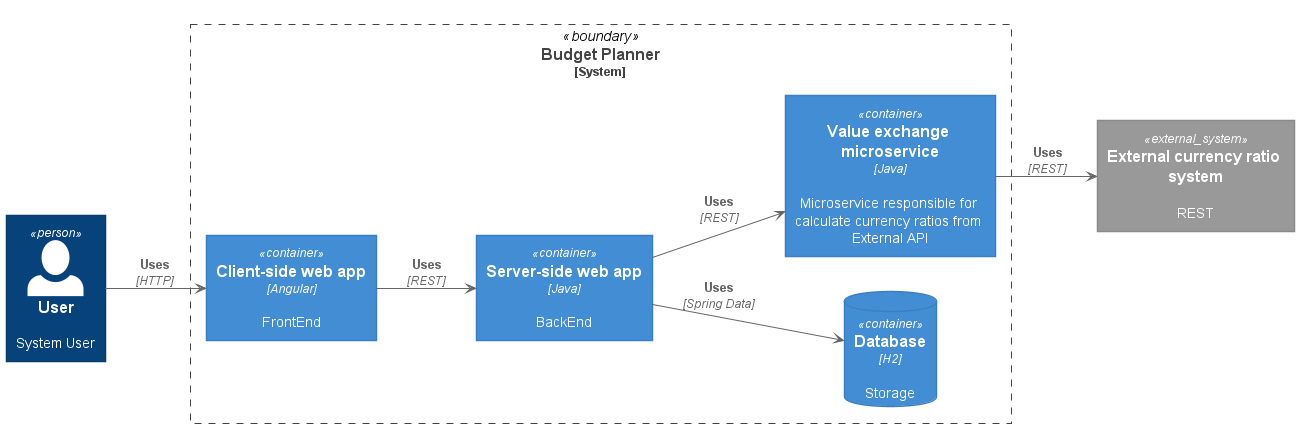 «boundary»
Budget Planner
[System]
«person»
User
System User
Uses
[HTTP]
«container»
Client-side web app
[Angular]
FrontEnd
Uses
[REST]
«container»
Server-side web app
[Java]
BackEnd
Uses
[REST]
Uses
[Spring Data]
«container»
Value exchange
microservice
[Java]
Microservice responsible for
calculate currency ratios from
External API
«container»
Database
[H2]
Storage
Uses
[REST]
«external_system»
External currency ratio
system
REST